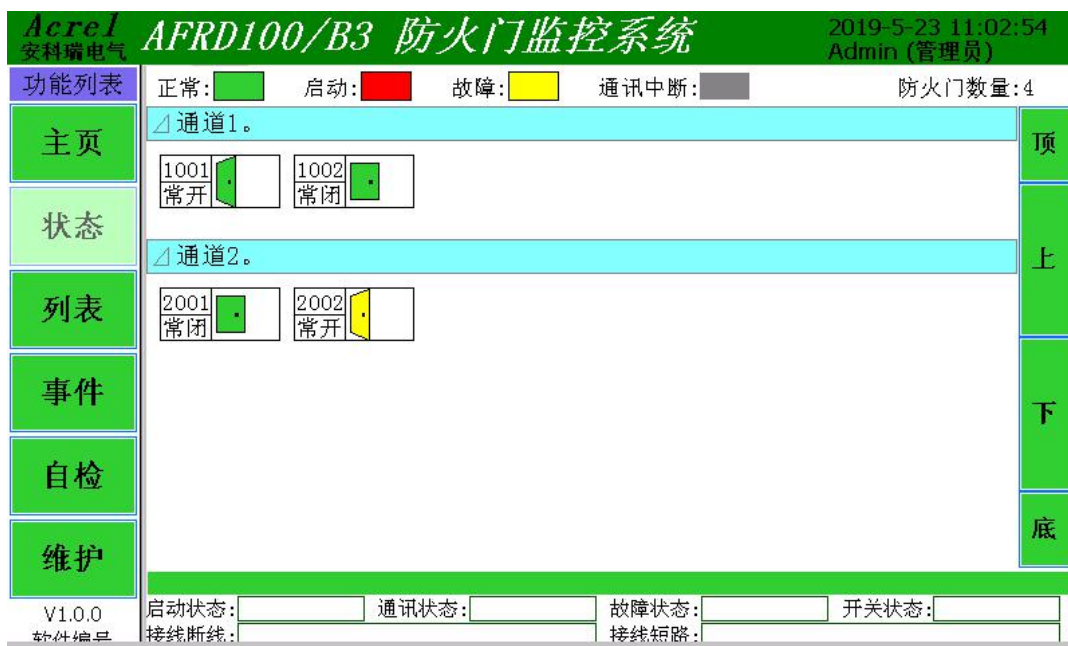 Acrel
安科瑞电气
AFRD100/B3 防火门监控系统
2019-5-23 11:02:54
Admin (管理员)
功能列表
正常: 启动: 故障: 通讯中断: 防火门数量:4
主页
状态
列表
事件
自检
维护
V1.0.0
软件编号
⊿通道1。
1001
常开
1002
常闭
⊿通道2。
2001
常闭
2002
常开
顶
上
下
底
启动状态: 通讯状态: 故障状态: 开关状态:
接线断线: 接线短路: